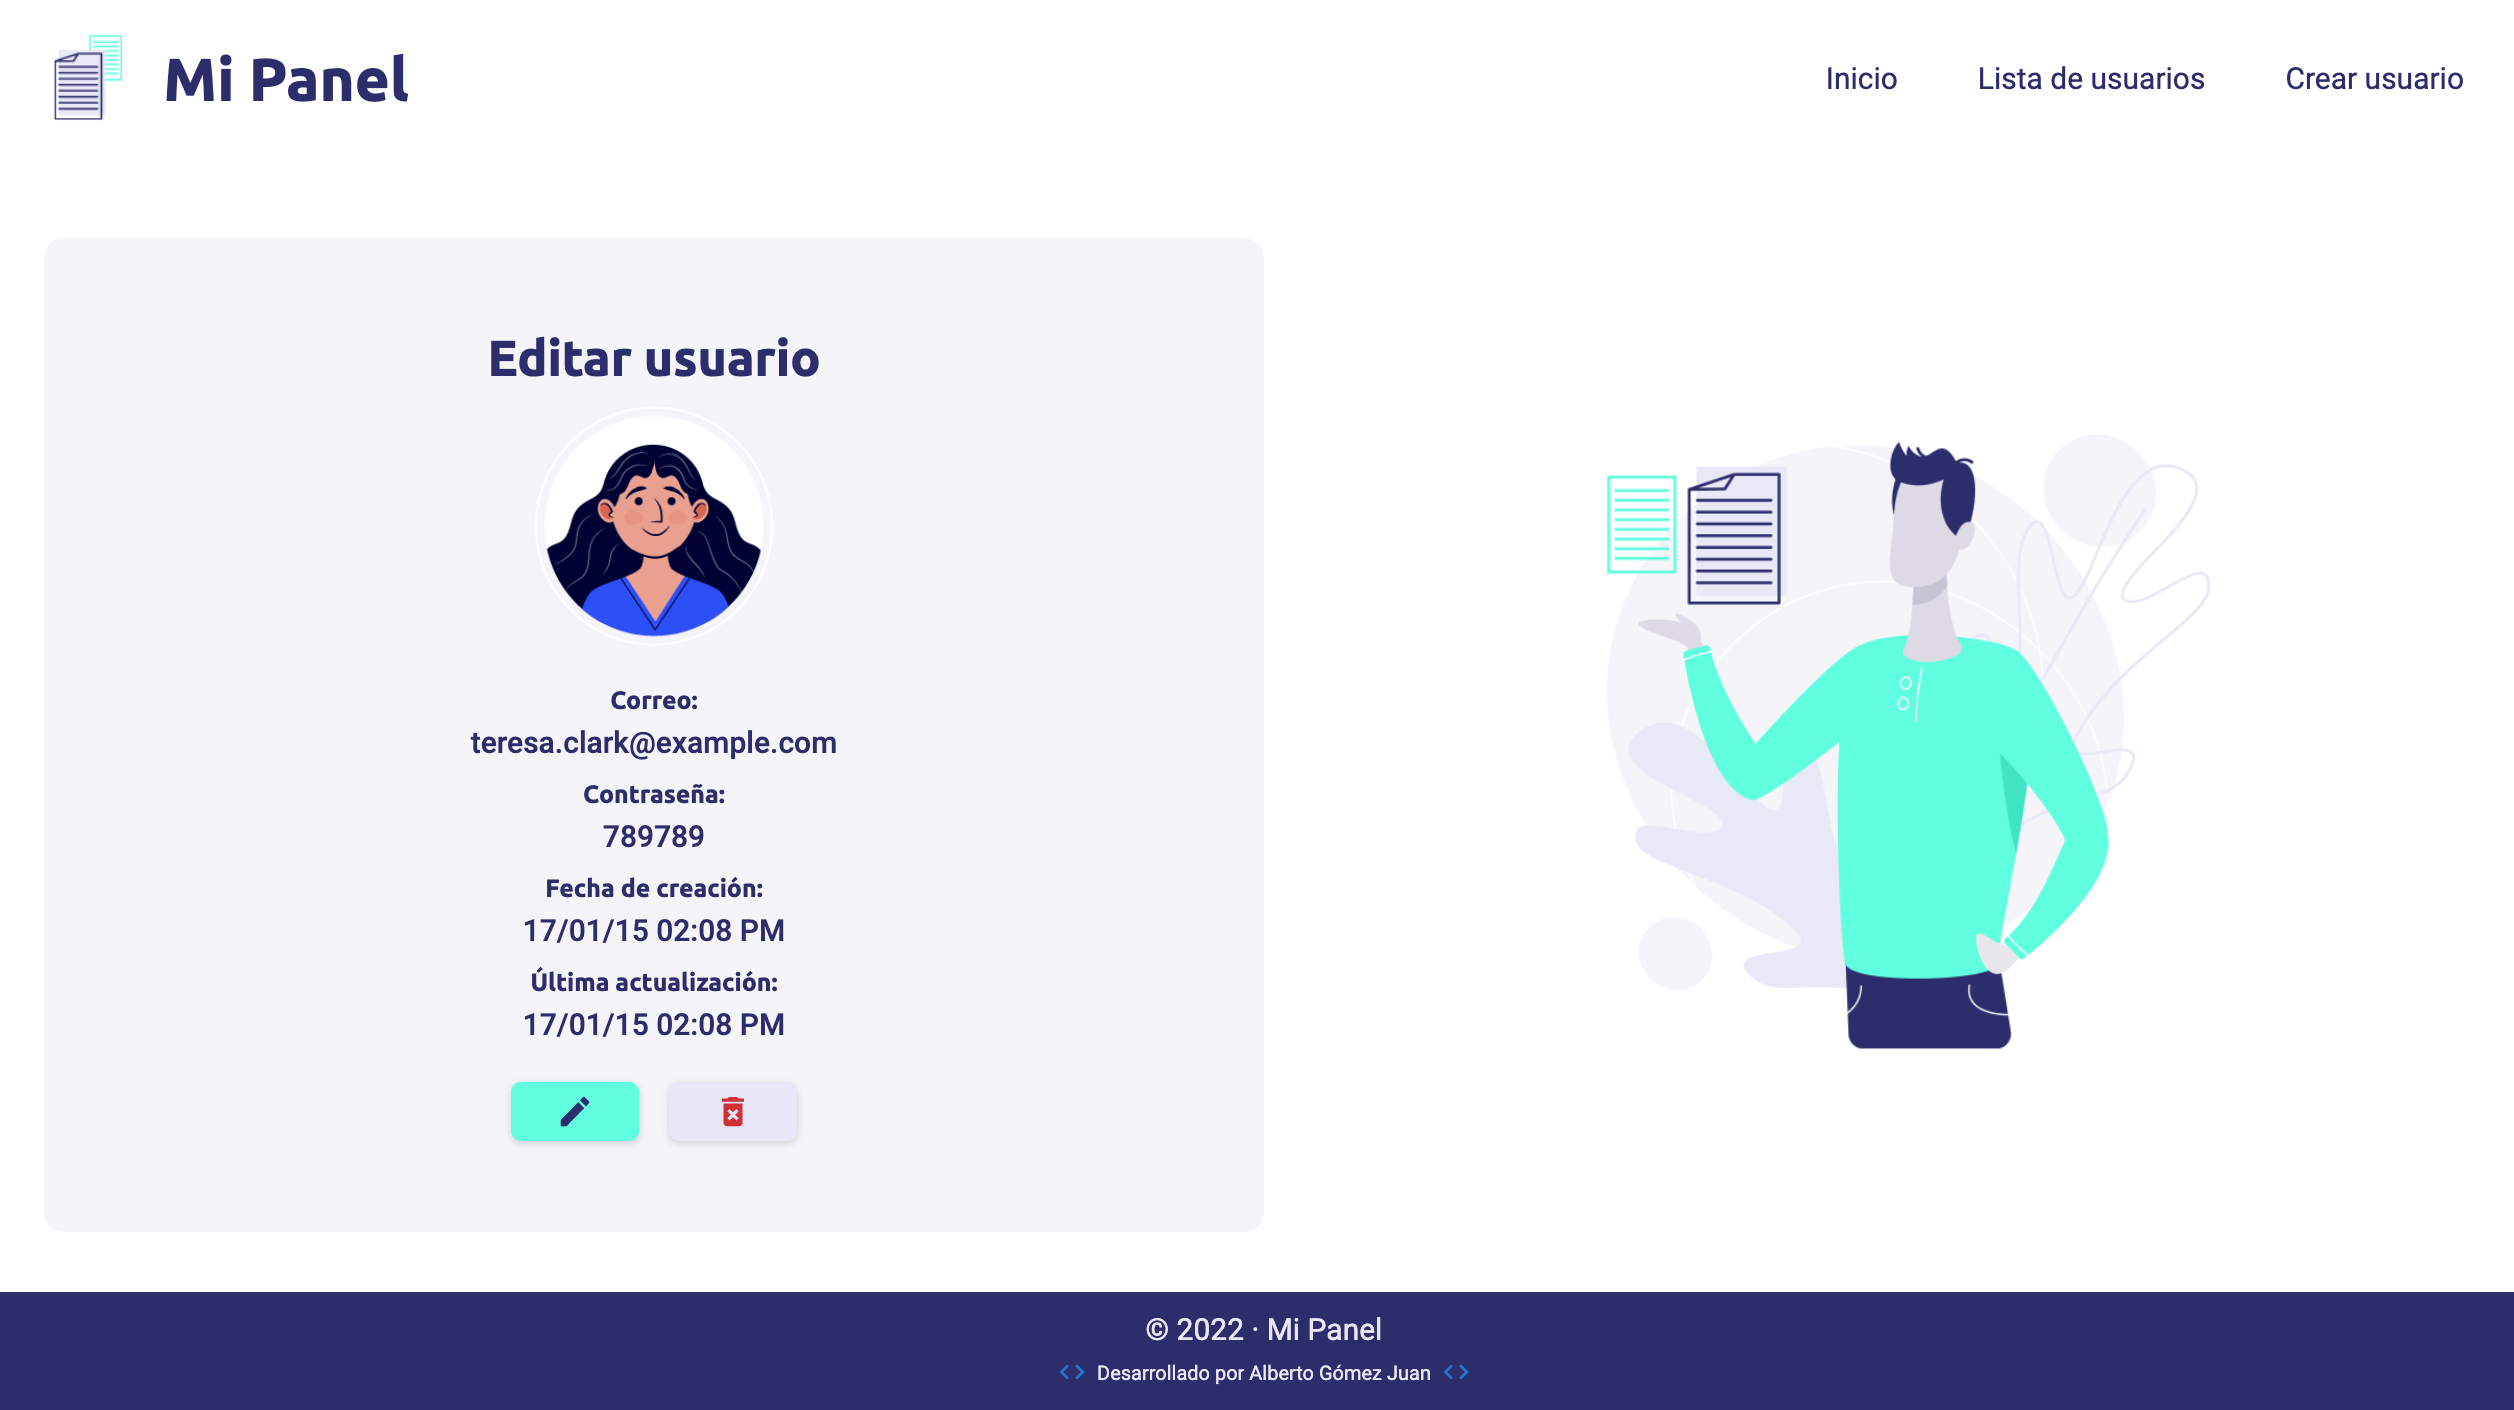 Mi Panel
Inicio
Lista de usuarios
Crear usuario
Editar usuario
Correo:
teresa.clark@example.com
Contraseña:
789789
Fecha de creación:
17/01/15 02:08 PM
Última actualización:
17/01/15 02:08 PM
© 2022 · Mi Panel
<> Desarrollado por Alberto Gómez Juan <>